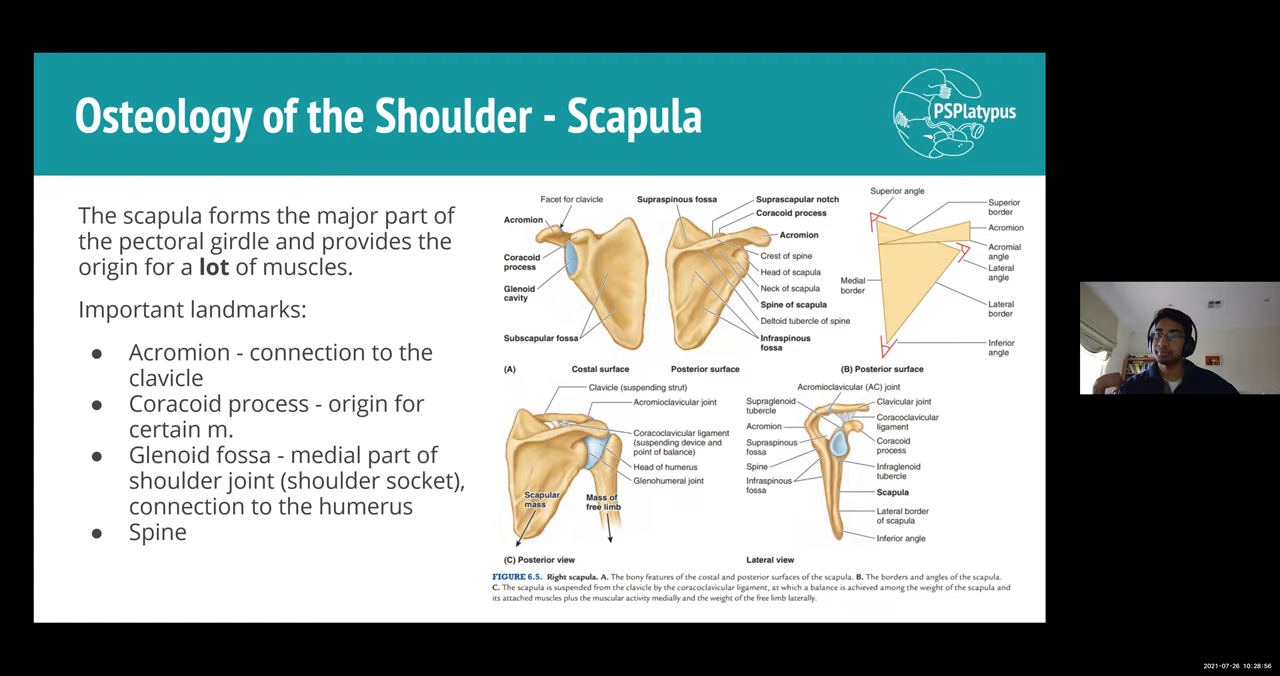 Osteology of the Shoulder - Scapula
PSPlatypus
The scapula forms the major part of
the pectoral girdle and provides the
origin for a lot of muscles.
Important landmarks:
● Acromion - connection to the
clavicle
● Coracoid process - origin for
certain m.
● Glenoid fossa - medial part of
shoulder joint (shoulder socket),
connection to the humerus
● Spine
Facet for clavicle
Acromion
Coracoid
process
Glenoid
cavity
Subscapular fossa
(A)
Costal surface
Supraspinous fossa
Suprascapular notch
Coracoid process
Acromion
Crest of spine
Head of scapula
Neck of scapula
Spine of scapula
Deltoid tubercle of spine
Infraspinous
fossa
Posterior surface
Superior angle
Superior
border
Acromion
Acromial
angle
Lateral
angle
Medial
border
Lateral
border
Inferior
angle
(B) Posterior surface
Clavicle (suspending strut)
Acromioclavicular joint
Coracoclavicular ligament
(suspending device and
point of balance)
Head of humerus
Glenohumeral joint
Scapular
mass
Mass of
free limb
(C) Posterior view
Acromioclavicular (AC) joint
Supraglenoid
tubercle
Acromion
Supraspinous
fossa
Spine
Infraspinous
fossa
Clavicular joint
Coracoclavicular
ligament
Coracoid
process
Infraglenoid
tubercle
Scapula
Lateral border
of scapula
Inferior angle
Lateral view
FIGURE 6.5. Right scapula. A. The bony features of the costal and posterior surfaces of the scapula. B. The borders and angles of the scapula.
C. The scapula is suspended from the clavicle by the coracoclavicular ligament, at which a balance is achieved among the weight of the scapula and
its attached muscles plus the muscular activity medially and the weight of the free limb laterally.
2021-07-26 10:28:56